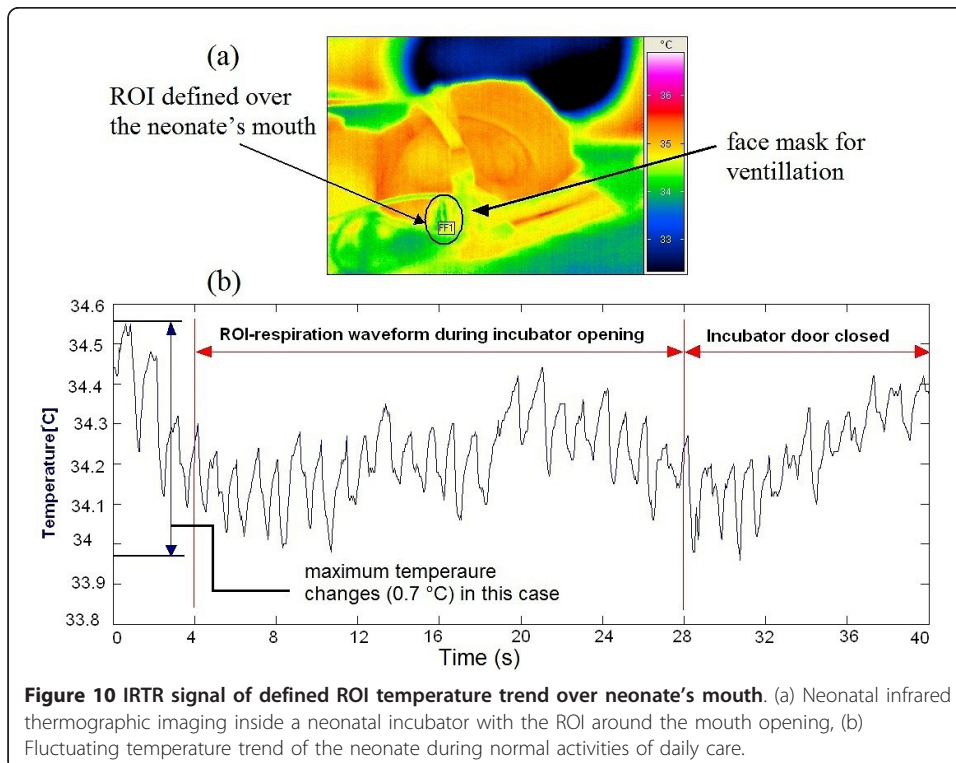 (a)
ROI defined over
the neonate's mouth
face mask for
ventillation
FF1
°C
36
35
34
33
(b)
34.6
34.5
34.4
34.3
34.2
34.1
34
33.9
33.8
Temperature[C]
ROI-respiration waveform during incubator opening
Incubator door closed
maximum temperaure
changes (0.7 °C) in this case
0 4 8 12 16 20 24 28 32 36 40
Time (s)
Figure 10 IRTR signal of defined ROI temperature trend over neonate's mouth. (a) Neonatal infrared
thermographic imaging inside a neonatal incubator with the ROI around the mouth opening, (b)
Fluctuating temperature trend of the neonate during normal activities of daily care.